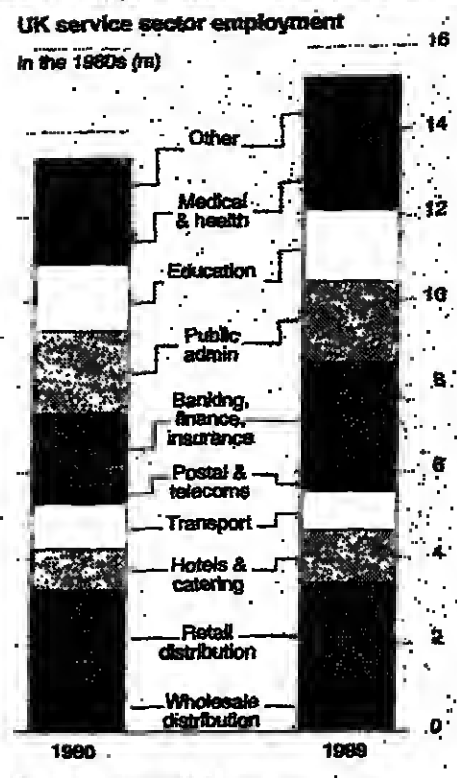 UK service sector employment
in the 1980s (m)
16
14
12
10
8
6
4
2
0
Other
Medical
& health
Education
Public
admin
Banking,
finance,
insurance
Postal &
telecoms
Transport
Hotels &
catering
Retail
distribution
Wholesale
distribution
1980
1989